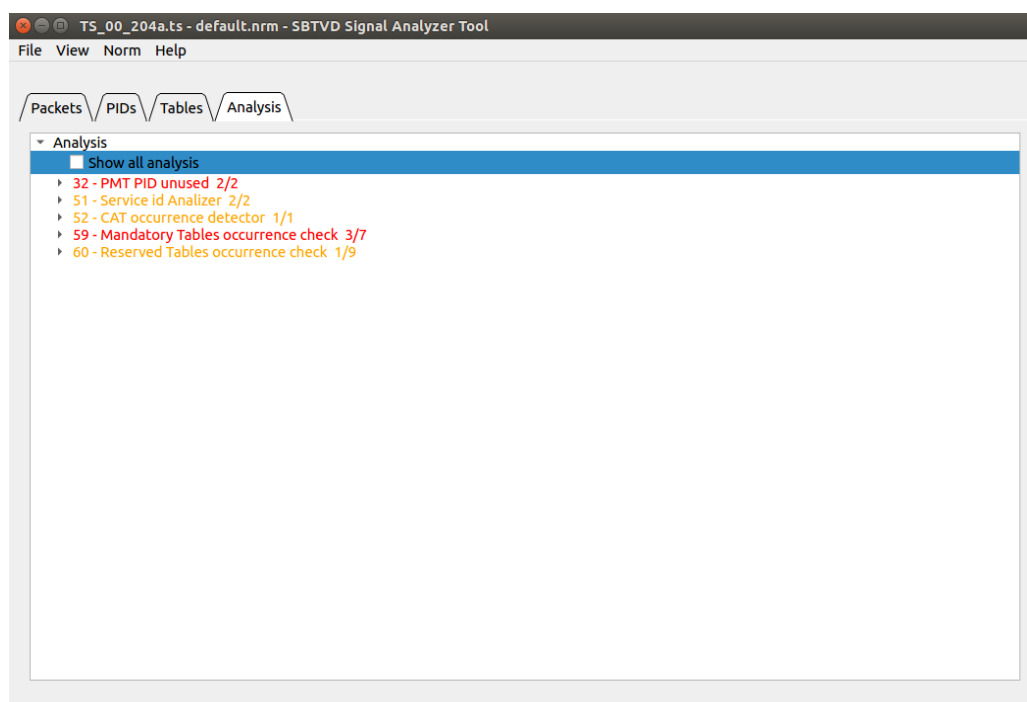 TS_00_204a.ts - default.nrm - SBTVD Signal Analyzer Tool
File View Norm Help
Packets PIDs Tables Analysis
Analysis
Show all analysis
32 - PMT PID unused 2/2
51 - Service id Analizer 2/2
52 - CAT occurrence detector 1/1
59 - Mandatory Tables occurrence check 3/7
60 - Reserved Tables occurrence check 1/9